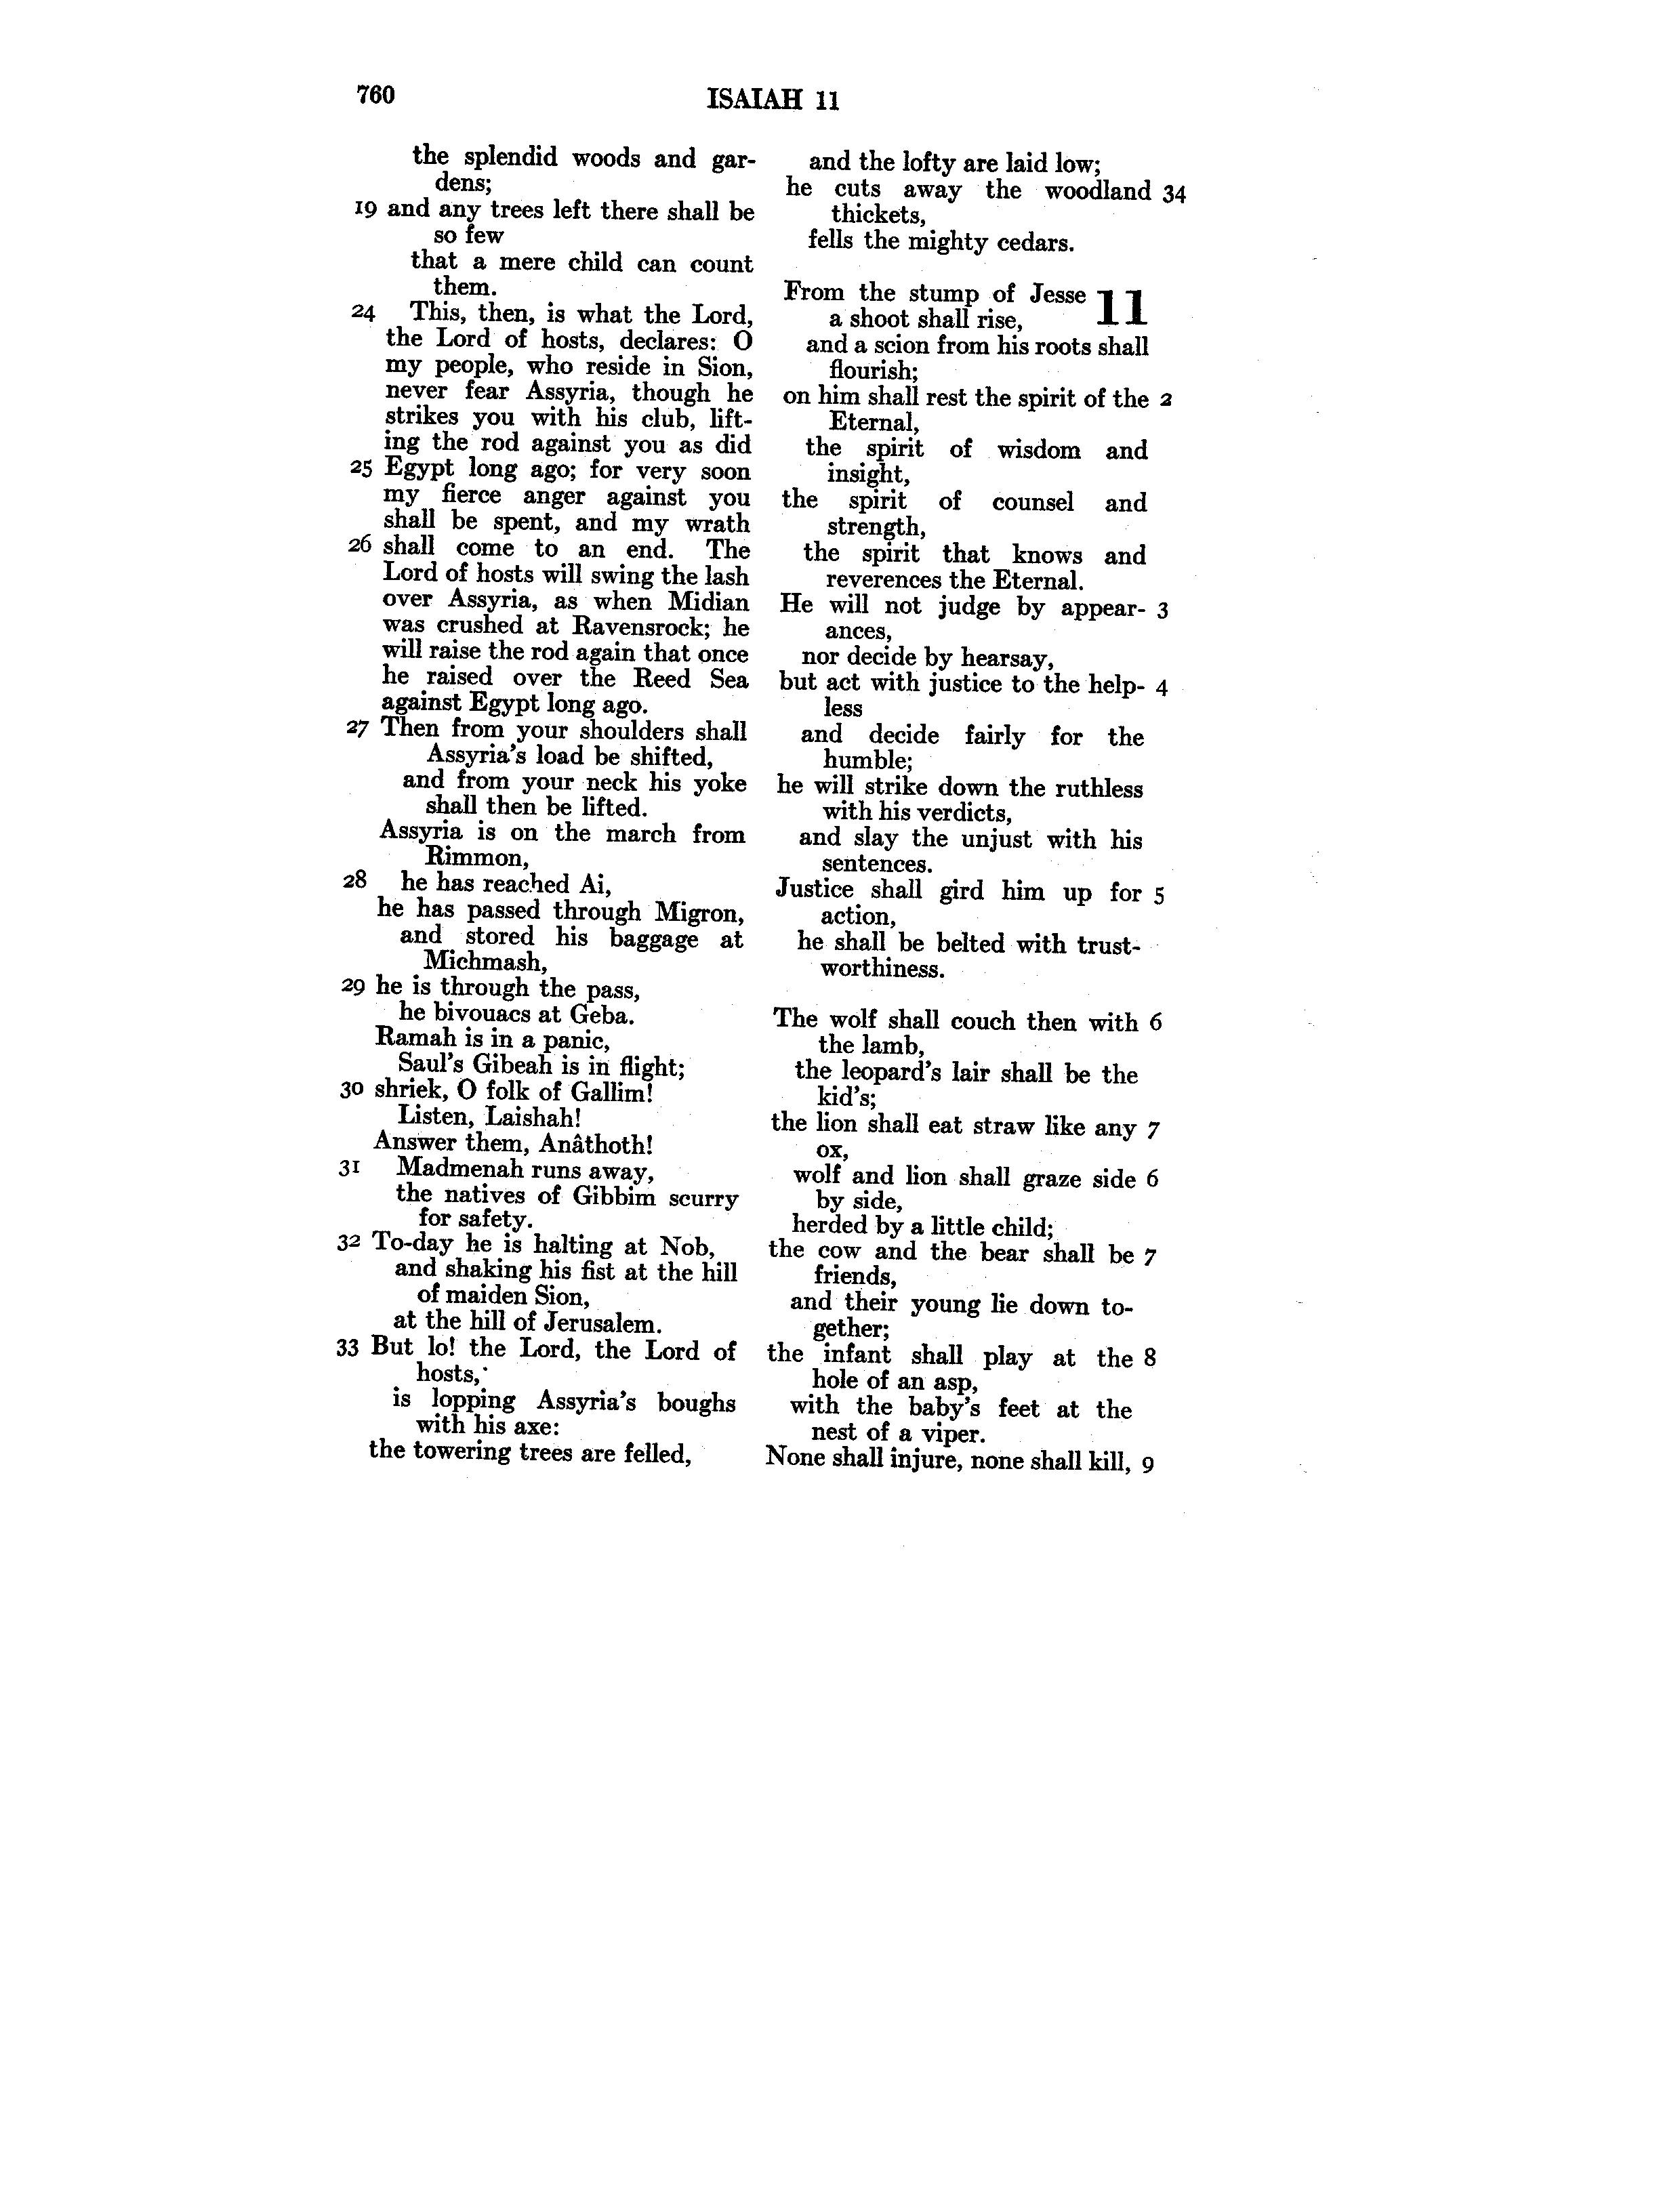 760
ISAIAH 11
the splendid woods and gar-
dens;
19 and any trees left there shall be
so few
that a mere child can count
them.
24 This, then, is what the Lord,
the Lord of hosts, declares: O
my people, who reside in Sion,
never fear Assyria, though he
strikes you with his club, lift-
ing the rod against you as did
25 Egypt long ago; for very soon
my fierce anger against you
shall be spent, and my wrath
26 shall come to an end. The
Lord of hosts will swing the lash
over Assyria, as when Midian
was crushed at Ravensrock; he
will raise the rod again that once
he raised over the Reed Sea
against Egypt long ago.
27 Then from your shoulders shall
Assyria's load be shifted,
and from your neck his yoke
shall then be lifted.
Assyria is on the march from
Rimmon,
28 he has reached Ai,
he has passed through Migron,
and stored his baggage at
Michmash,
29 he is through the pass,
he bivouacs at Geba.
Ramah is in a panic,
Saul's Gibeah is in flight;
30 shriek, O folk of Gallim!
Listen, Laishah!
Answer them, Anâthoth!
31 Madmenah runs away,
the natives of Gibbim scurry
for safety.
32 To-day he is halting at Nob,
and shaking his fist at the hill
of maiden Sion,
at the hill of Jerusalem.
33 But lo! the Lord, the Lord of
hosts,
is lopping Assyria's boughs
with his axe:
the towering trees are felled,
and the lofty are laid low;
he cuts away the woodland 34
thickets,
fells the mighty cedars.
From the stump of Jesse 11
a shoot shall rise,
and a scion from his roots shall
flourish;
on him shall rest the spirit of the 2
Eternal,
the spirit of wisdom and
insight,
the spirit of counsel and
strength,
the spirit that knows and
reverences the Eternal.
He will not judge by appear- 3
ances,
nor decide by hearsay,
but act with justice to the help- 4
less
and decide fairly for the
humble;
he will strike down the ruthless
with his verdicts,
and slay the unjust with his
sentences.
Justice shall gird him up for 5
action,
he shall be belted with trust-
worthiness.
The wolf shall couch then with 6
the lamb,
the leopard's lair shall be the
kid's;
the lion shall eat straw like any 7
ox,
wolf and lion shall graze side 6
by side,
herded by a little child;
the cow and the bear shall be 7
friends,
and their young lie down to-
gether;
the infant shall play at the 8
hole of an asp,
with the baby's feet at the
nest of a viper.
None shall injure, none shall kill, 9